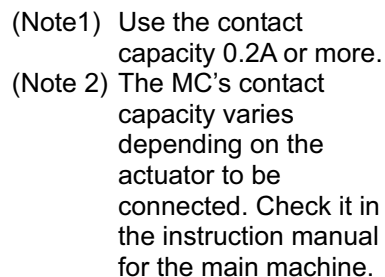 (Note1) Use the contact
capacity 0.2A or more.
(Note 2) The MC’s contact
capacity varies
depending on the
actuator to be
connected. Check it in
the instruction manual
for the main machine.